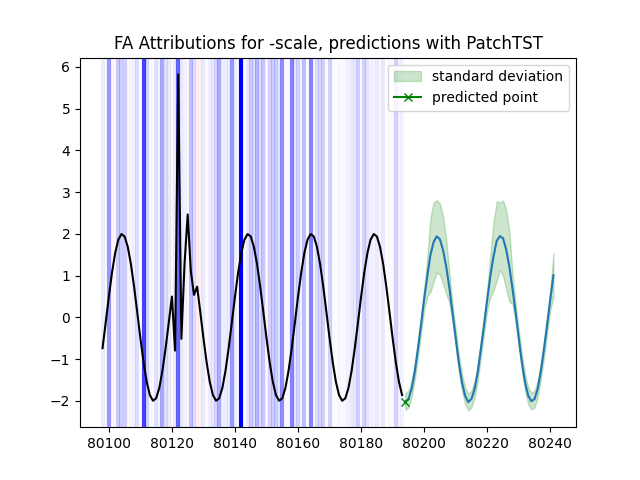 FA Attributions for -scale, predictions with PatchTST
standard deviation
predicted point
6
5
4
3
2
1
0
−1
−2
80100 80120 80140 80160 80180 80200 80220 80240